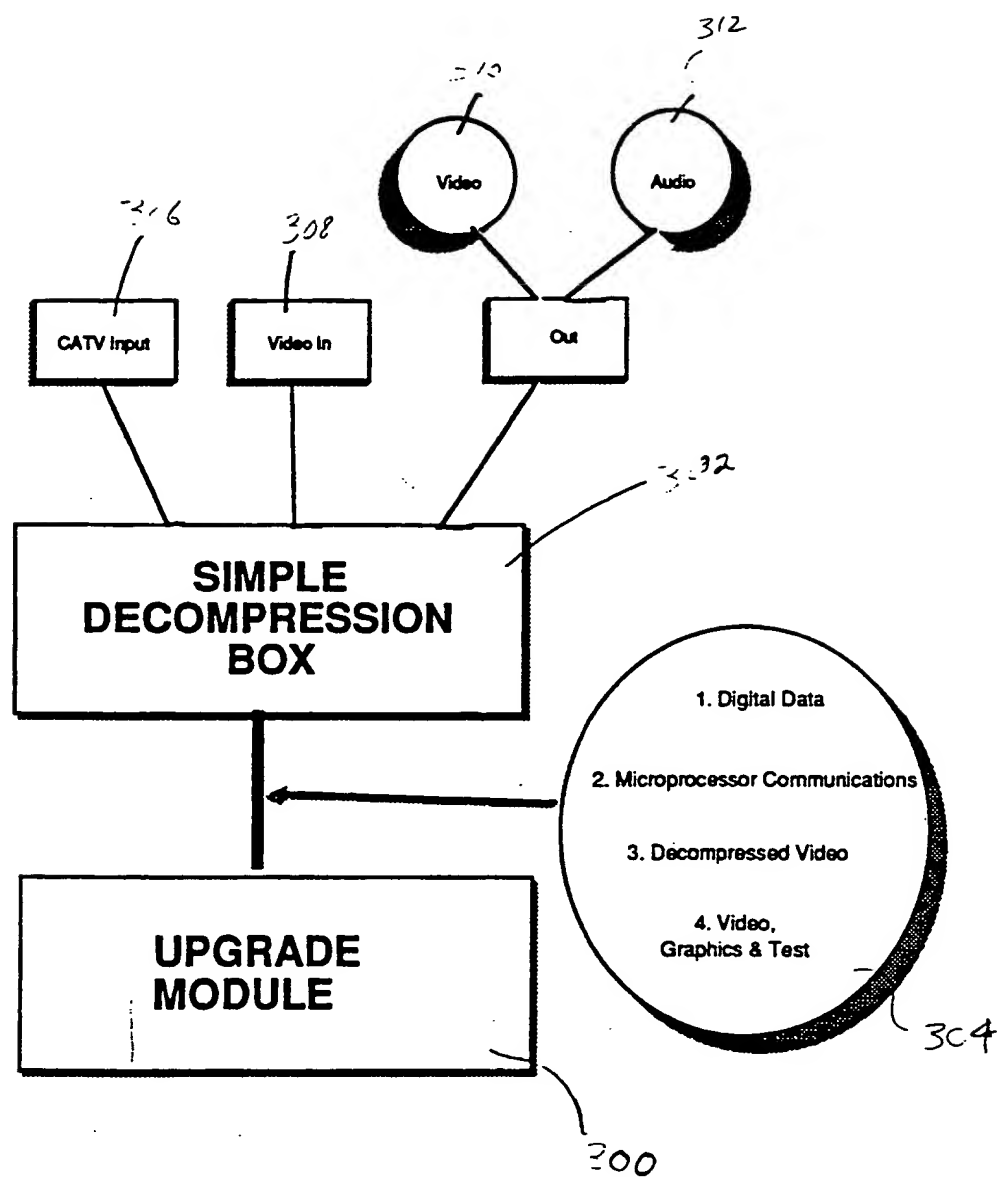 312
308
Video
Audio
CATV Input
Video In
Out
SIMPLE
DECOMPRESSION
BOX
1. Digital Data
2. Microprocessor Communications
3. Decompressed Video
4. Video,
Graphics & Test
UPGRADE
MODULE
304
300